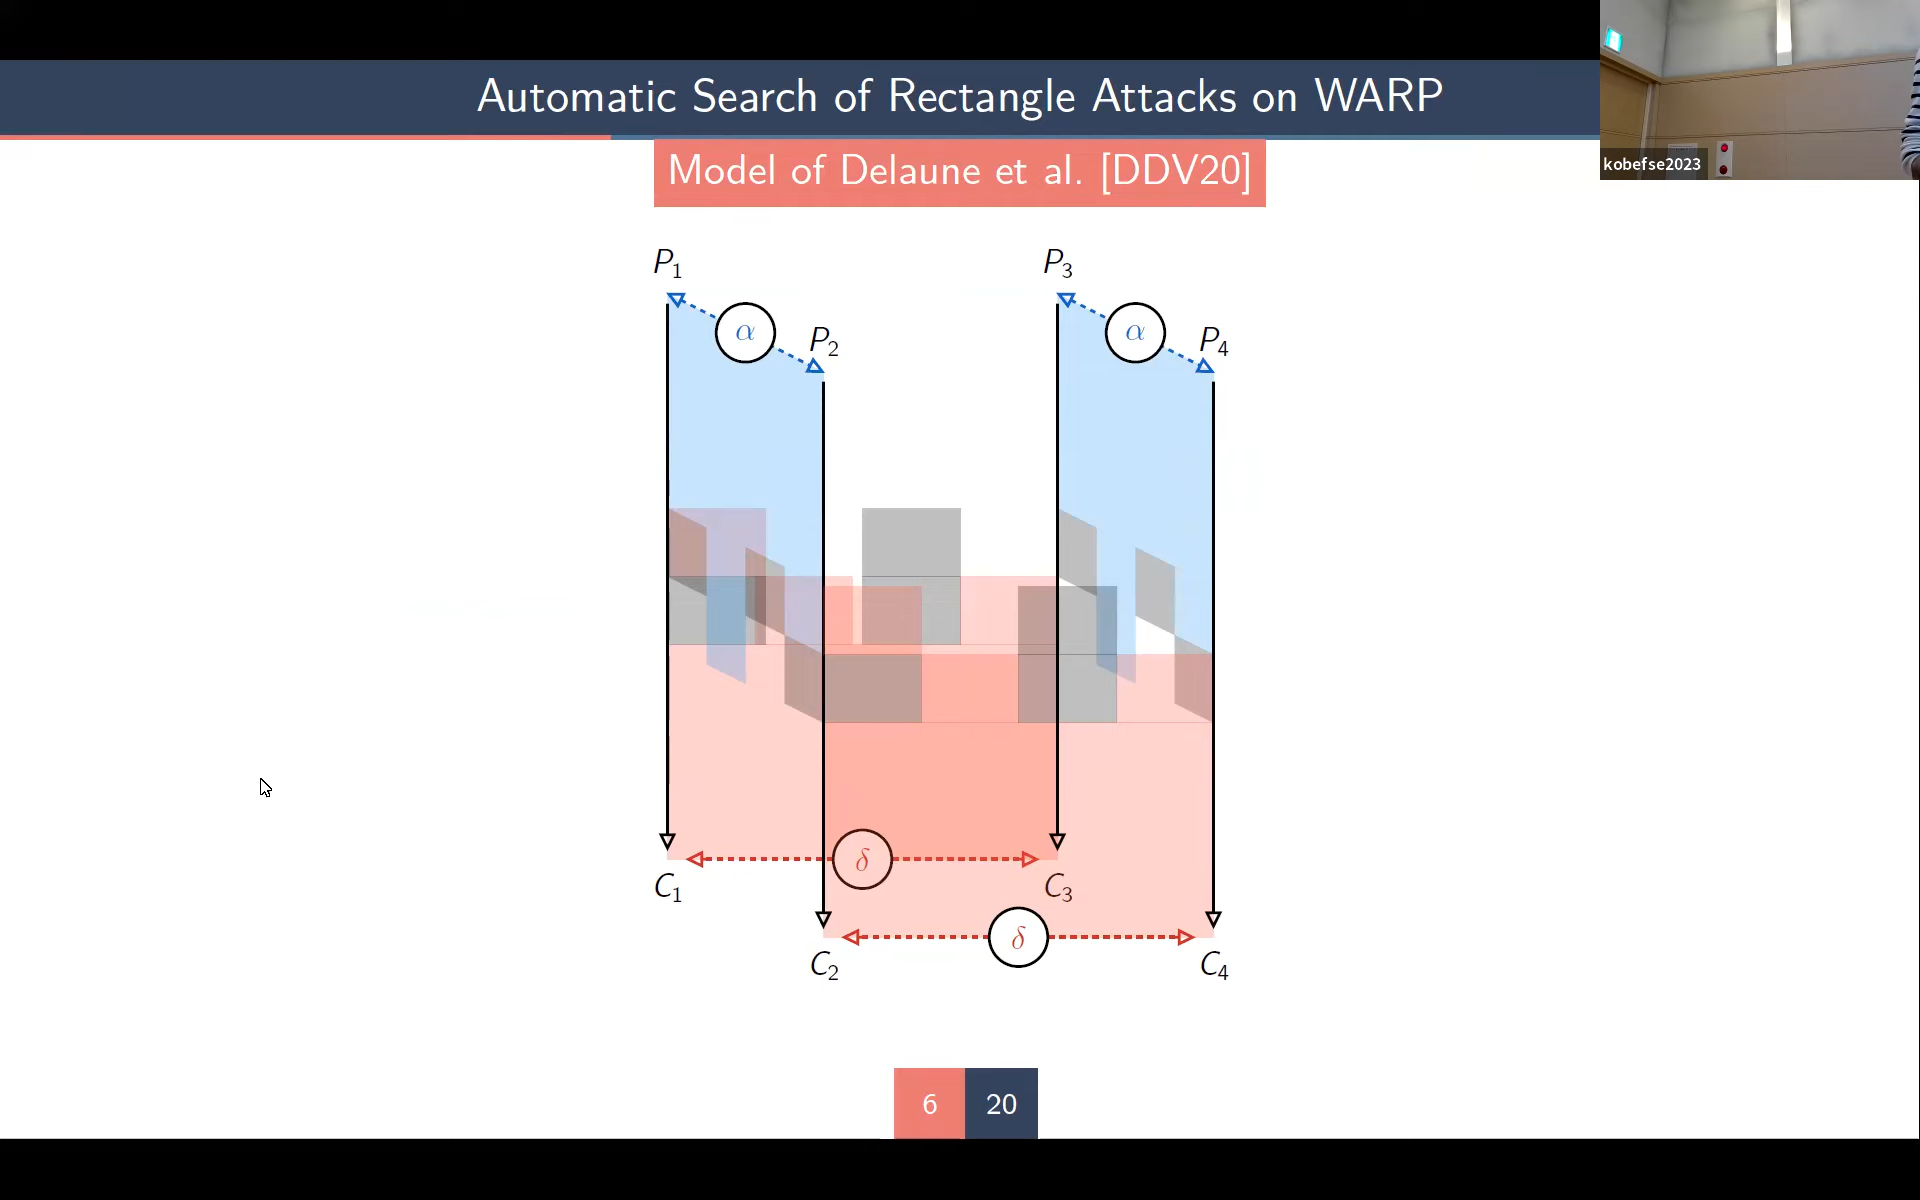 Automatic Search of Rectangle Attacks on WARP
kobefse2023
Model of Delaune et al. [DDV20]
P1
P3
α
P2
α
P4
δ
C1
C3
δ
C2
C4
6 20